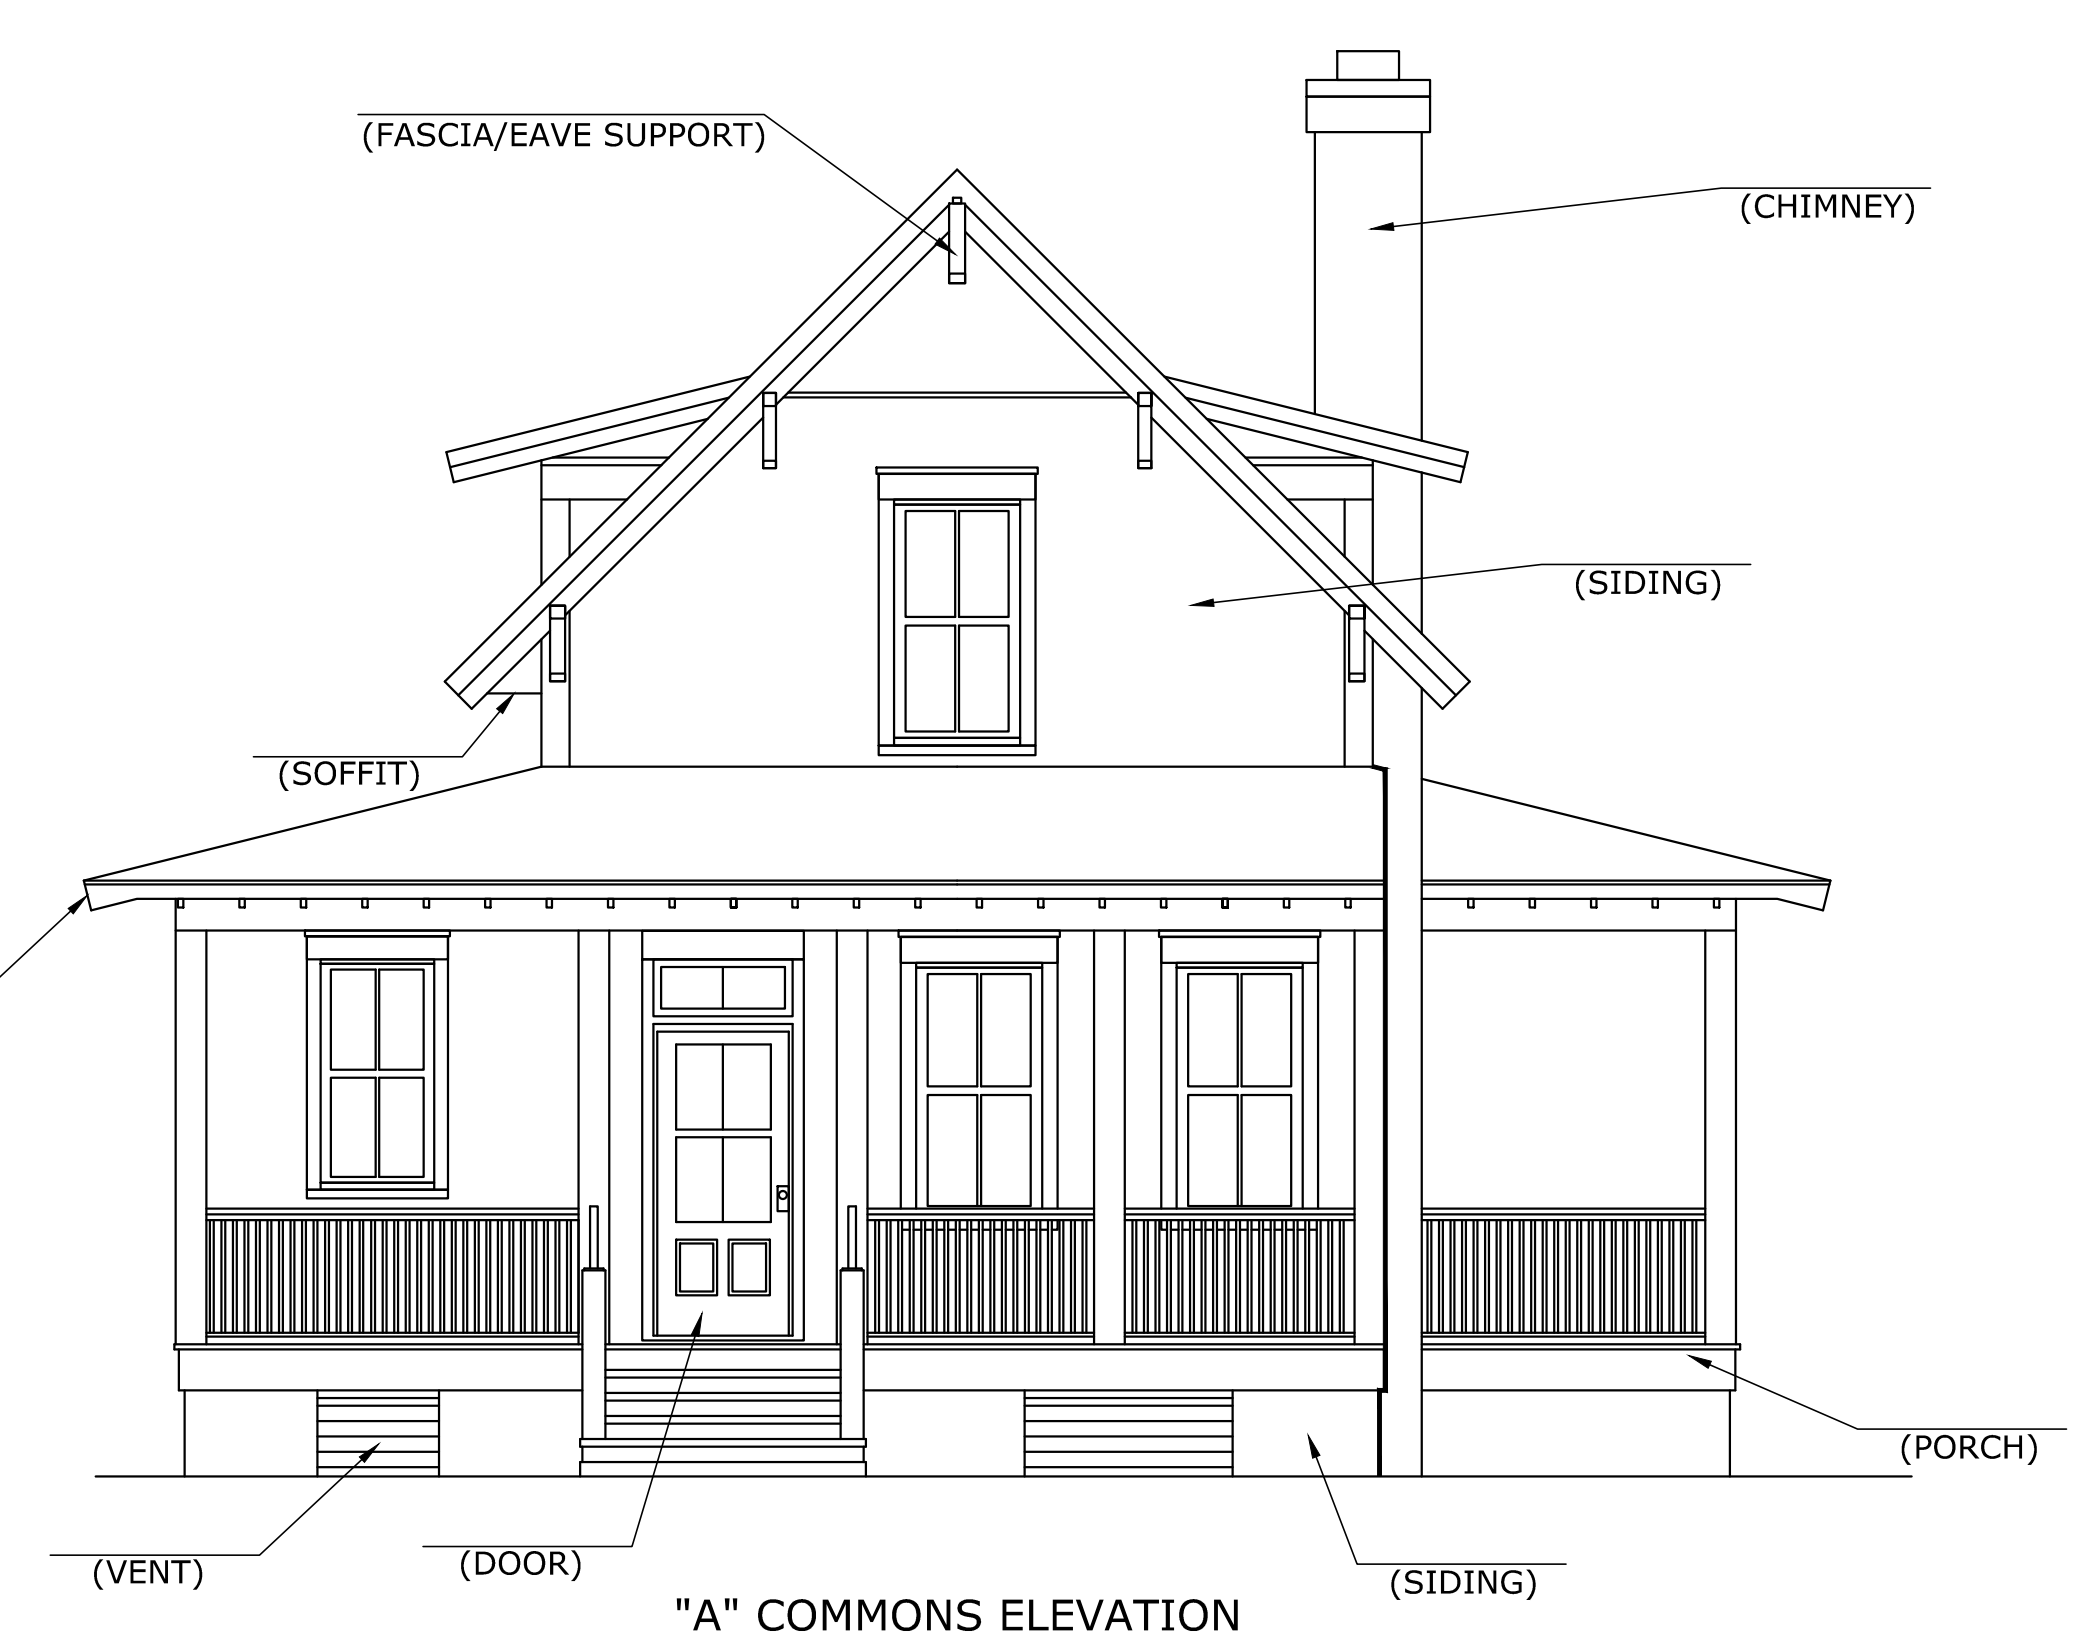 (FASCIA/EAVE SUPPORT)
(CHIMNEY)
(SIDING)
(SOFFIT)
(PORCH)
(VENT)
(DOOR)
(SIDING)
"A" COMMONS ELEVATION